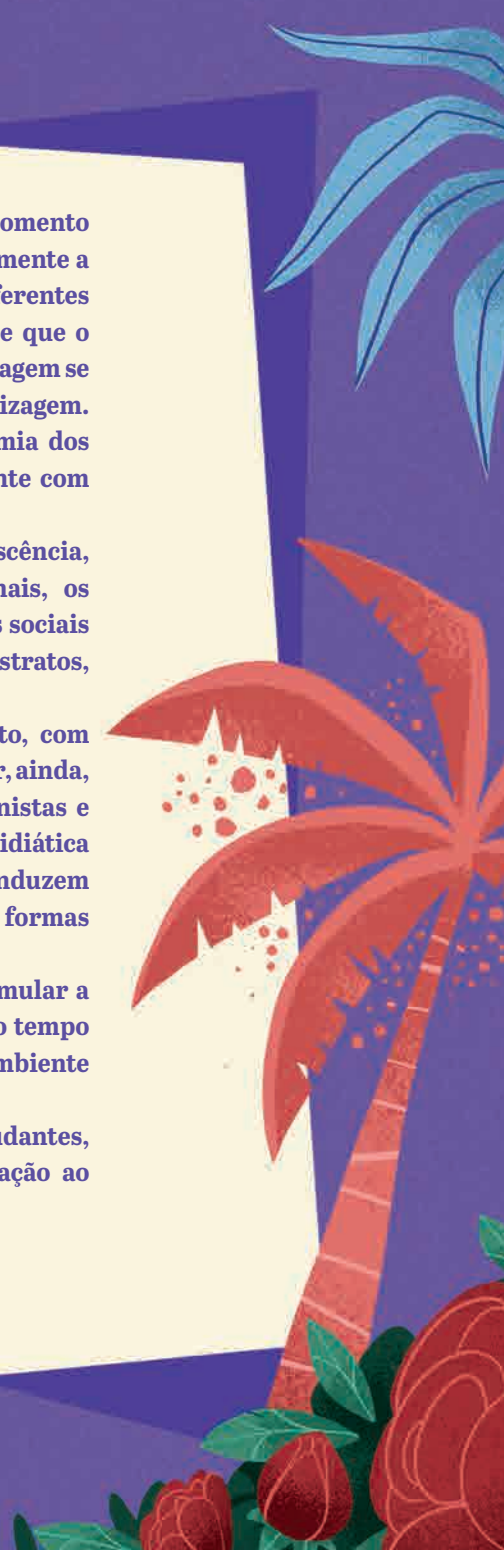 omento
mente a
ferentes
e que o
agem se
izagem.
mia dos
nte com
scência,
nais, os
s sociais
stratos,
to, com
r, ainda,
nistas e
idiática
nduzem
formas
mular a
o tempo
mbiente
udantes,
ação ao